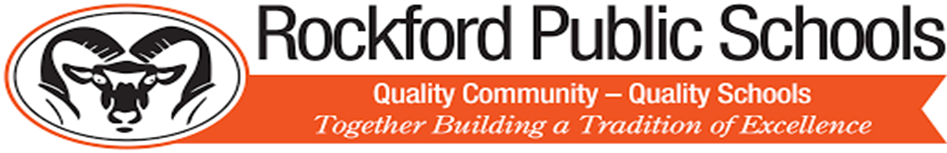 Rockford Public Schools
Quality Community – Quality Schools
Together Building a Tradition of Excellence